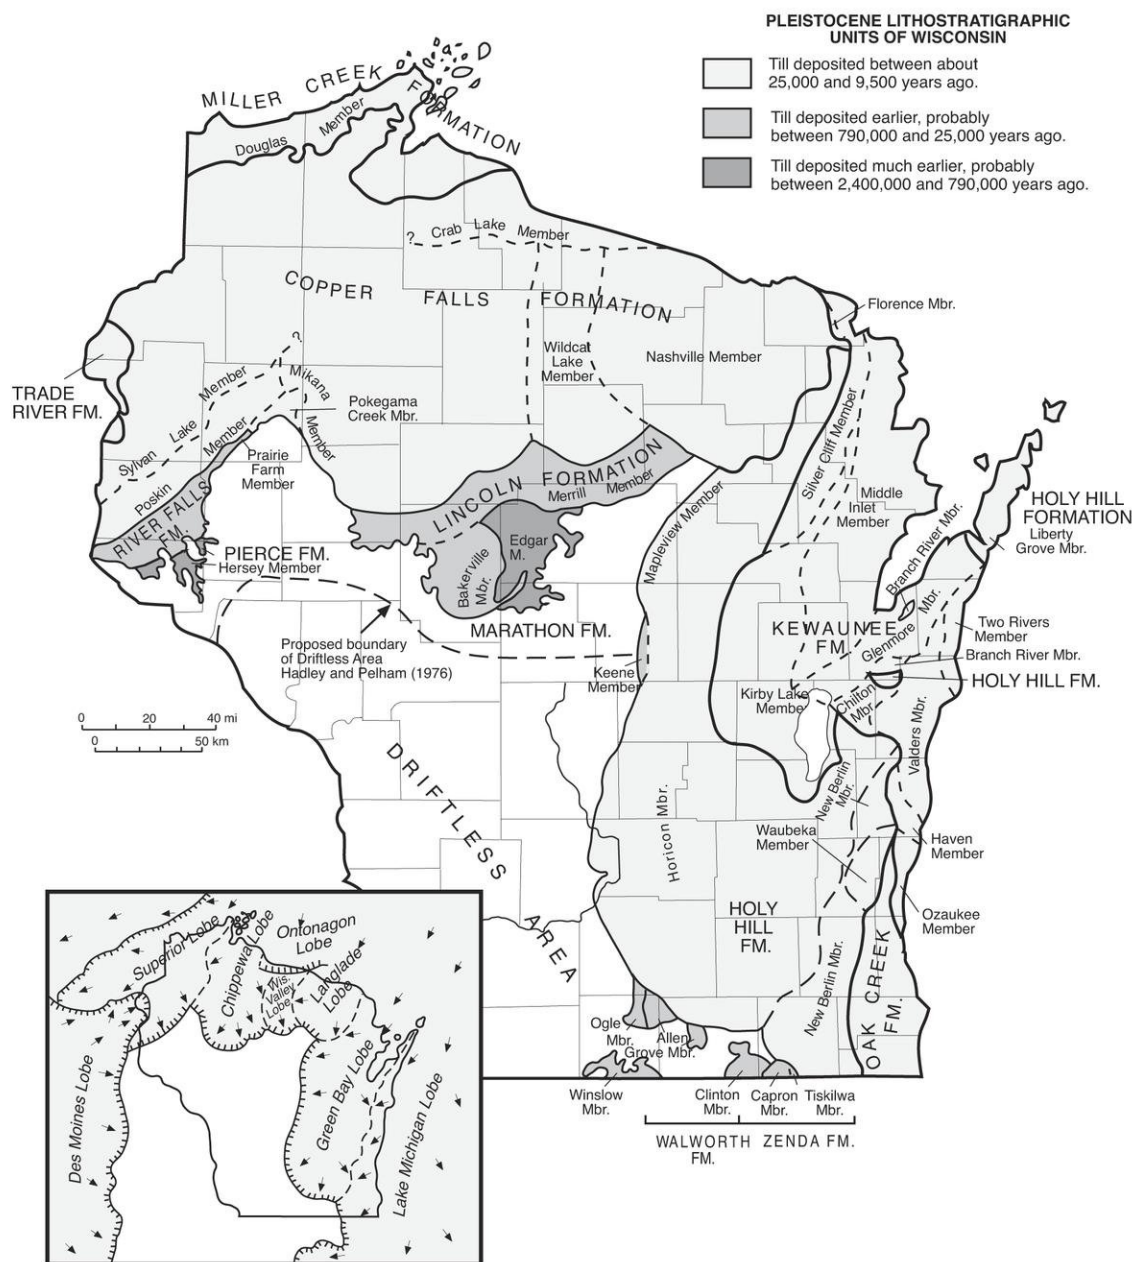 PLEISTOCENE LITHOSTRATIGRAPHIC
UNITS OF WISCONSIN
Till deposited between about
25,000 and 9,500 years ago.
Till deposited earlier, probably
between 790,000 and 25,000 years ago.
Till deposited much earlier, probably
between 2,400,000 and 790,000 years ago.
MILLER CREEK FORMATION
Douglas Member
? Crab Lake Member
COPPER FALLS FORMATION
Florence Mbr.
Wildcat
Lake
Member
Nashville Member
TRADE
RIVER FM.
?
Sylvan Lake Member
Mikana Member
Pokegama
Creek Mbr.
Poskin Member
Prairie
Farm
Member
RIVER FALLS
FM.
PIERCE FM.
Hersey Member
LINCOLN FORMATION
Merrill Member
Edgar
M.
Bakerville
Mbr.
MARATHON FM.
Mapleview Member
Silver Cliff Member
Middle
Inlet
Member
Branch River Mbr.
HOLY HILL
FORMATION
Liberty
Grove Mbr.
KEWAUNEE
FM.
Glenmore Mbr.
Two Rivers
Member
Branch River Mbr.
HOLY HILL FM.
Proposed boundary
of Driftless Area
Hadley and Pelham (1976)
Keene
Member
Kirby Lake
Member
Chilton
Mbr.
Valders Mbr.
0 20 40 mi
0 50 km
DRIFTLESS AREA
Horicon Mbr.
New Berlin
Mbr.
Waubeka
Member
Haven
Member
HOLY
HILL
FM.
Ozaukee
Member
New Berlin Mbr.
OAK CREEK
FM.
Ogle
Mbr.
Allen
Grove Mbr.
Winslow
Mbr.
Clinton
Mbr.
Capron
Mbr.
Tiskilwa
Mbr.
WALWORTH
FM.
ZENDA FM.
Superior Lobe
Chippewa Lobe
Ontonagon
Lobe
Wis.
Valley
Lobe
Langlade
Lobe
Des Moines Lobe
Green Bay Lobe
Lake Michigan Lobe